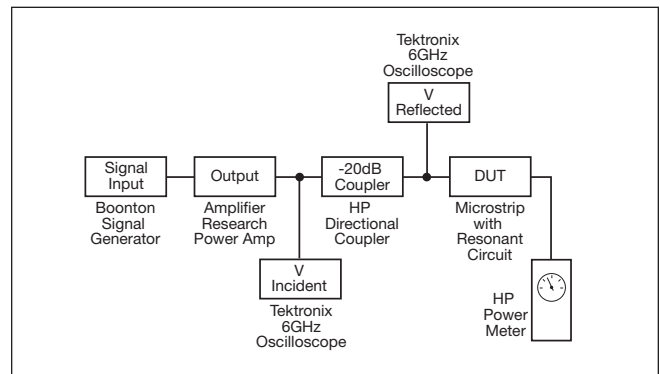 Tektronix
6GHz
Oscilloscope
V
Reflected
Signal
Input
Output
-20dB
Coupler
DUT
Boonton
Signal
Generator
Amplifier
Research
Power Amp
HP
Directional
Coupler
Microstrip
with
Resonant
Circuit
V
Incident
Tektronix
6GHz
Oscilloscope
HP
Power
Meter